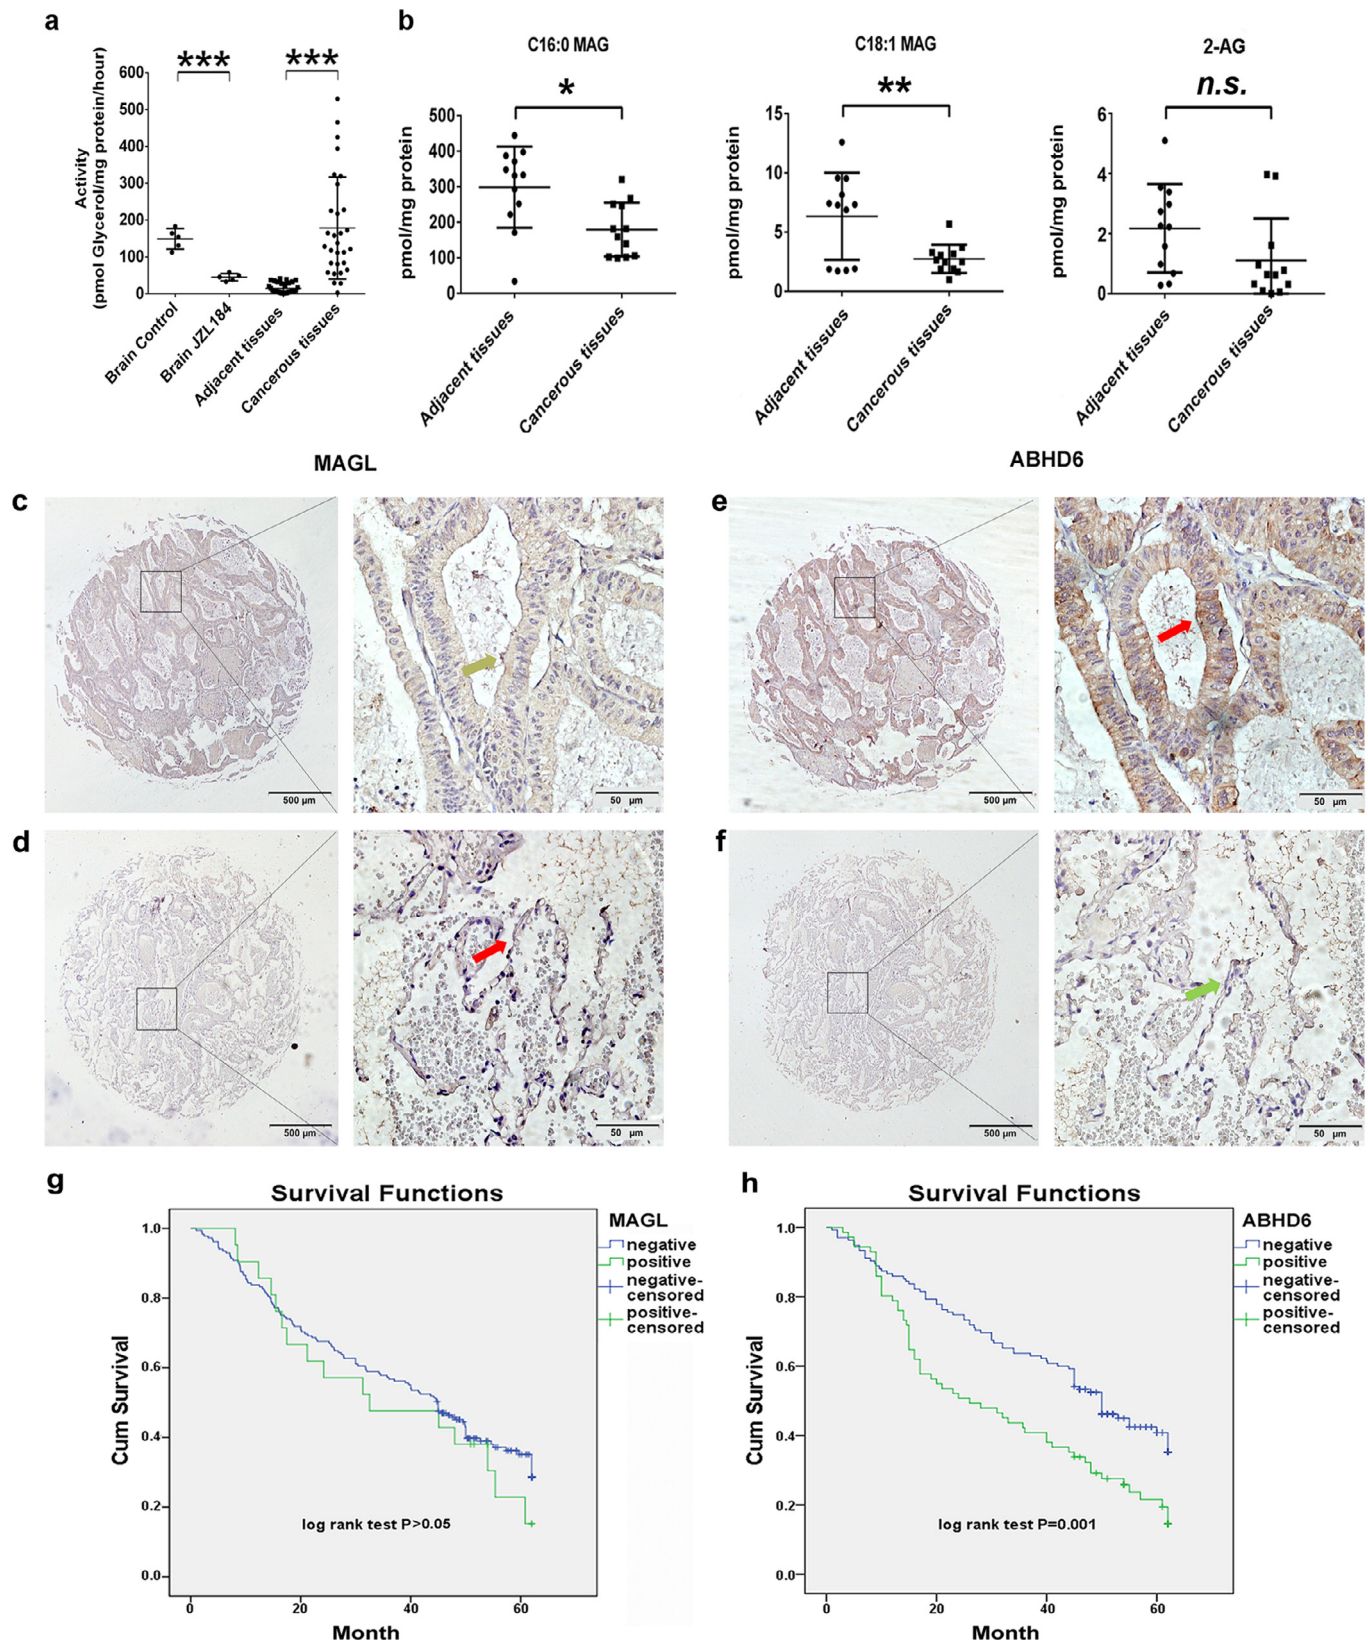 a
***
***
600
500
400
300
200
100
0
Activity
(pmol Glycerol/mg protein/hour)
Brain Control
Brain JZL184
Adjacent tissues
Cancerous tissues
b
C16:0 MAG
*
500
400
300
200
100
0
pmol/mg protein
Adjacent tissues
Cancerous tissues
C18:1 MAG
**
15
10
5
0
pmol/mg protein
Adjacent tissues
Cancerous tissues
2-AG
n.s.
6
4
2
0
pmol/mg protein
Adjacent tissues
Cancerous tissues
MAGL
ABHD6
c
500 µm
50 µm
e
500 µm
50 µm
d
500 µm
50 µm
f
500 µm
50 µm
g
Survival Functions
1.0
0.8
0.6
0.4
0.2
0.0
Cum Survival
log rank test P>0.05
0
20
40
60
Month
MAGL
negative
positive
negative-
censored
positive-
censored
h
Survival Functions
1.0
0.8
0.6
0.4
0.2
0.0
Cum Survival
log rank test P=0.001
0
20
40
60
Month
ABHD6
negative
positive
negative-
censored
positive-
censored